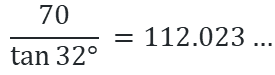 70 / tan 32° = 112.023 ...